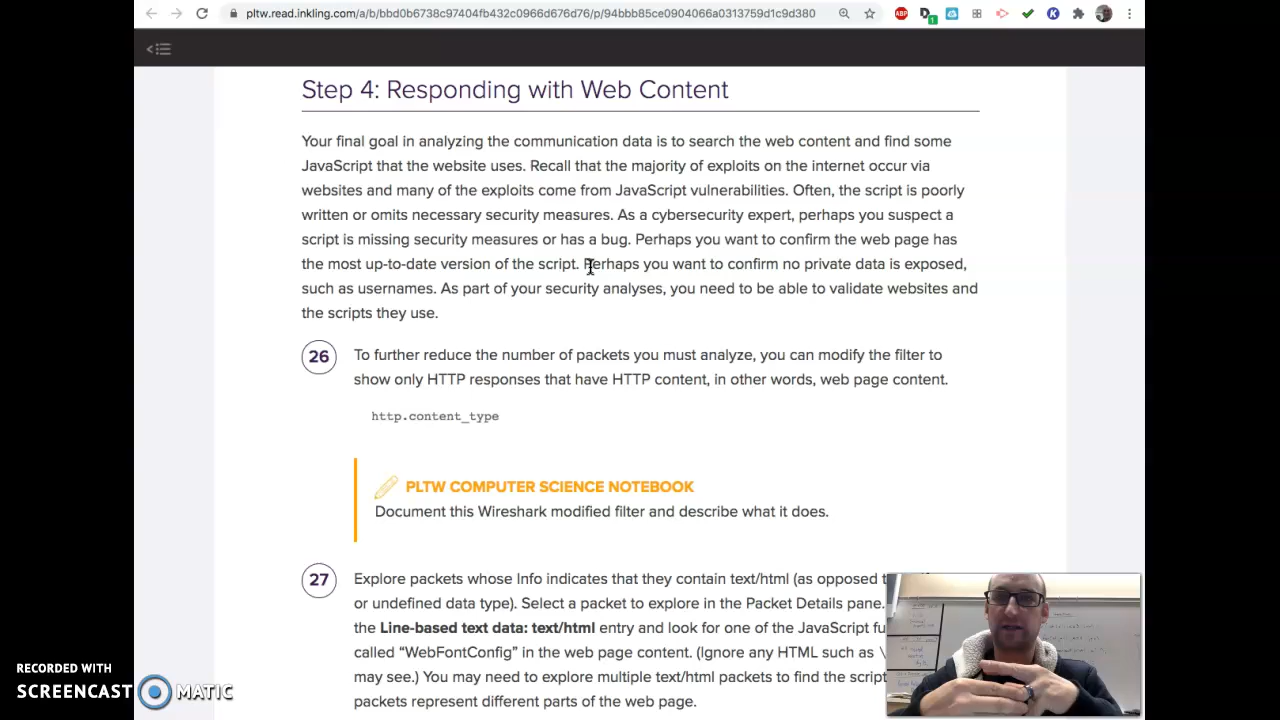 pltw.read.inkling.com/a/b/bbd0b6738c97404fb432c0966d676d76/p/94bbb85ce0904066a0313759d1c9d380
Step 4: Responding with Web Content
Your final goal in analyzing the communication data is to search the web content and find some
JavaScript that the website uses. Recall that the majority of exploits on the internet occur via
websites and many of the exploits come from JavaScript vulnerabilities. Often, the script is poorly
written or omits necessary security measures. As a cybersecurity expert, perhaps you suspect a
script is missing security measures or has a bug. Perhaps you want to confirm the web page has
the most up-to-date version of the script. Perhaps you want to confirm no private data is exposed,
such as usernames. As part of your security analyses, you need to be able to validate websites and
the scripts they use.
26 To further reduce the number of packets you must analyze, you can modify the filter to
show only HTTP responses that have HTTP content, in other words, web page content.
http.content_type
PLTW COMPUTER SCIENCE NOTEBOOK
Document this Wireshark modified filter and describe what it does.
27 Explore packets whose Info indicates that they contain text/html (as opposed t
or undefined data type). Select a packet to explore in the Packet Details pane.
the Line-based text data: text/html entry and look for one of the JavaScript fu
called “WebFontConfig” in the web page content. (Ignore any HTML such as \
may see.) You may need to explore multiple text/html packets to find the script
packets represent different parts of the web page.
RECORDED WITH
SCREENCAST MATIC